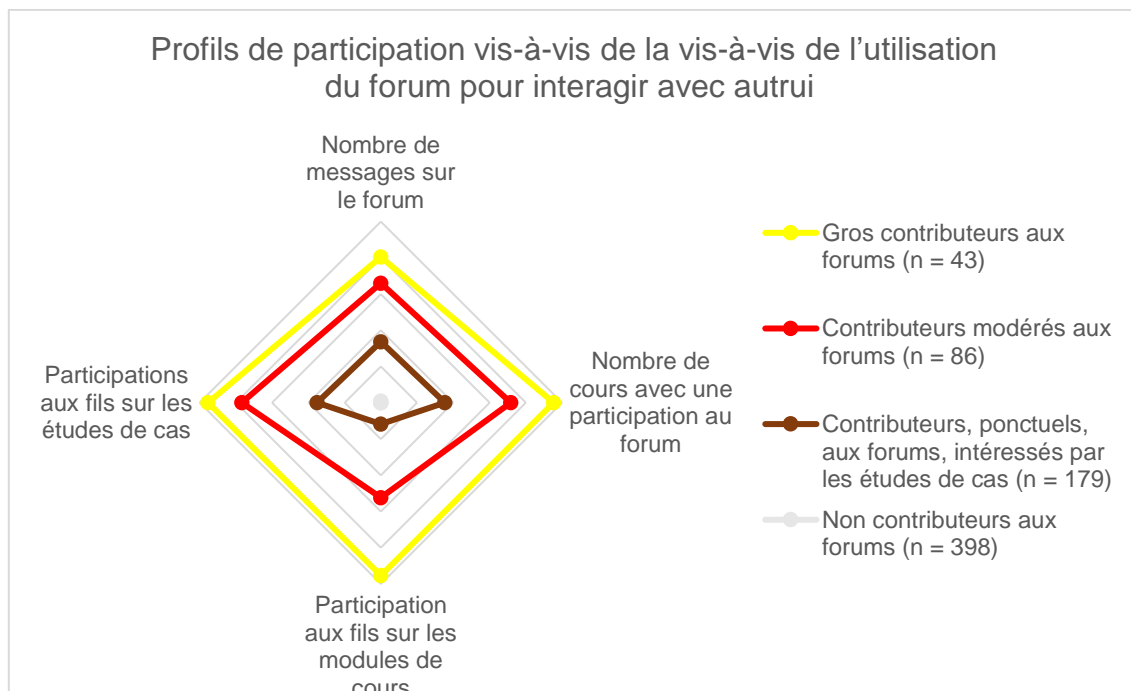 Profils de participation vis-à-vis de la vis-à-vis de l’utilisation
du forum pour interagir avec autrui
Nombre de
messages sur
le forum
Nombre de
cours avec une
participation au
forum
Participation
aux fils sur les
modules de
cours
Participations
aux fils sur les
études de cas
Gros contributeurs aux
forums (n = 43)
Contributeurs modérés aux
forums (n = 86)
Contributeurs, ponctuels,
aux forums, intéressés par
les études de cas (n = 179)
Non contributeurs aux
forums (n = 398)